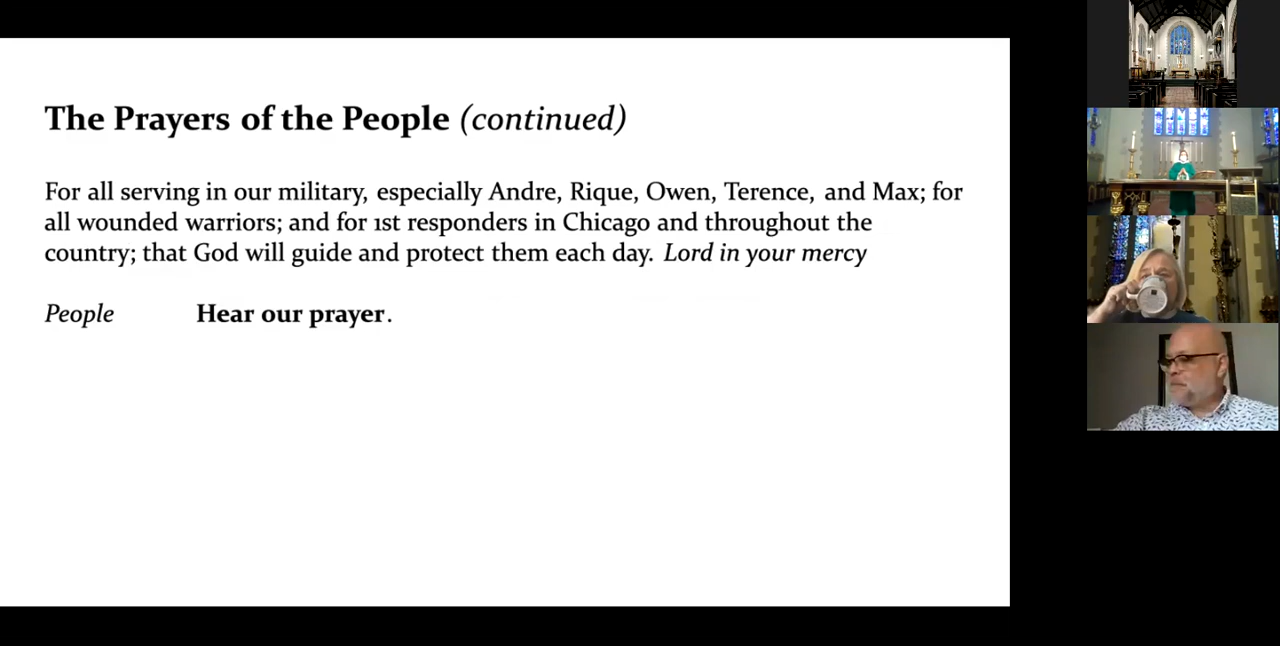 The Prayers of the People (continued)
For all serving in our military, especially Andre, Rique, Owen, Terence, and Max; for
all wounded warriors; and for 1st responders in Chicago and throughout the
country; that God will guide and protect them each day. Lord in your mercy
People Hear our prayer.